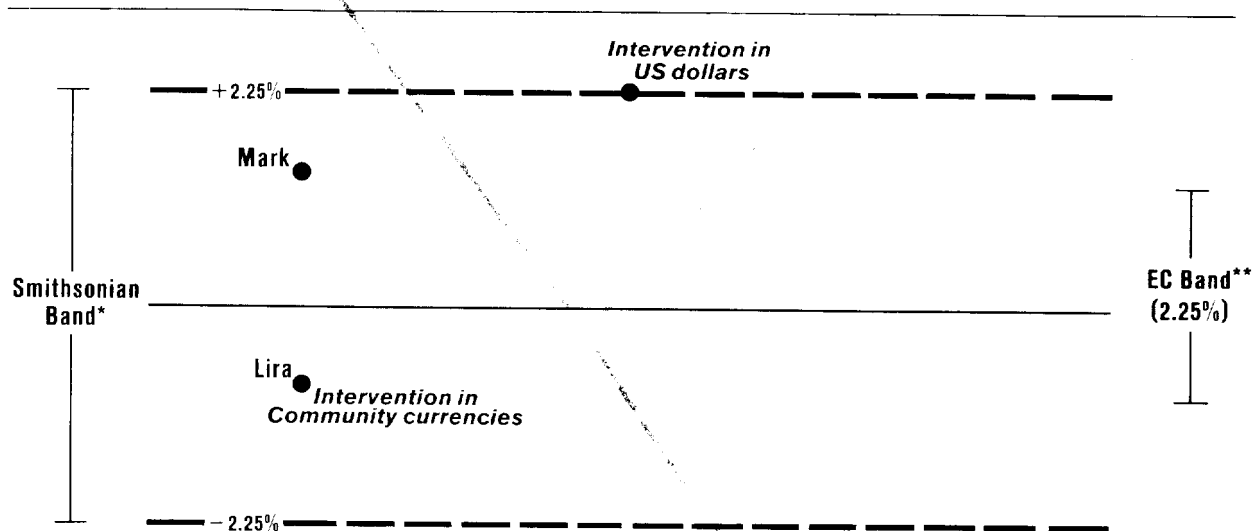 Intervention in
US dollars
+2.25%
Mark
Smithsonian
Band*
EC Band**
(2.25%)
Lira
Intervention in
Community currencies
-2.25%